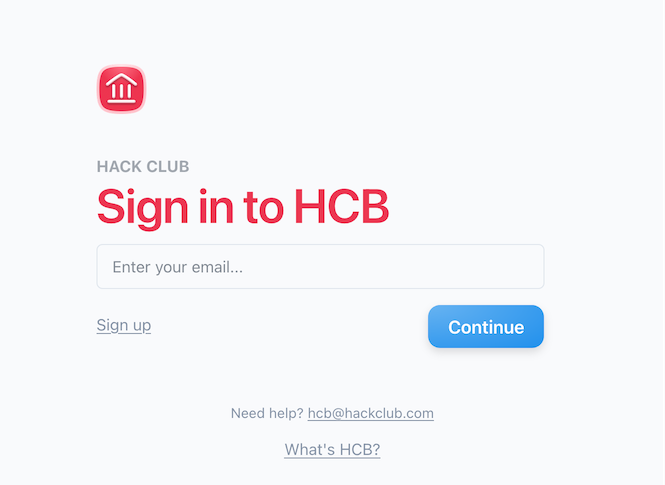 HACK CLUB
Sign in to HCB
Enter your email...
Sign up
Continue
Need help? hcb@hackclub.com
What's HCB?